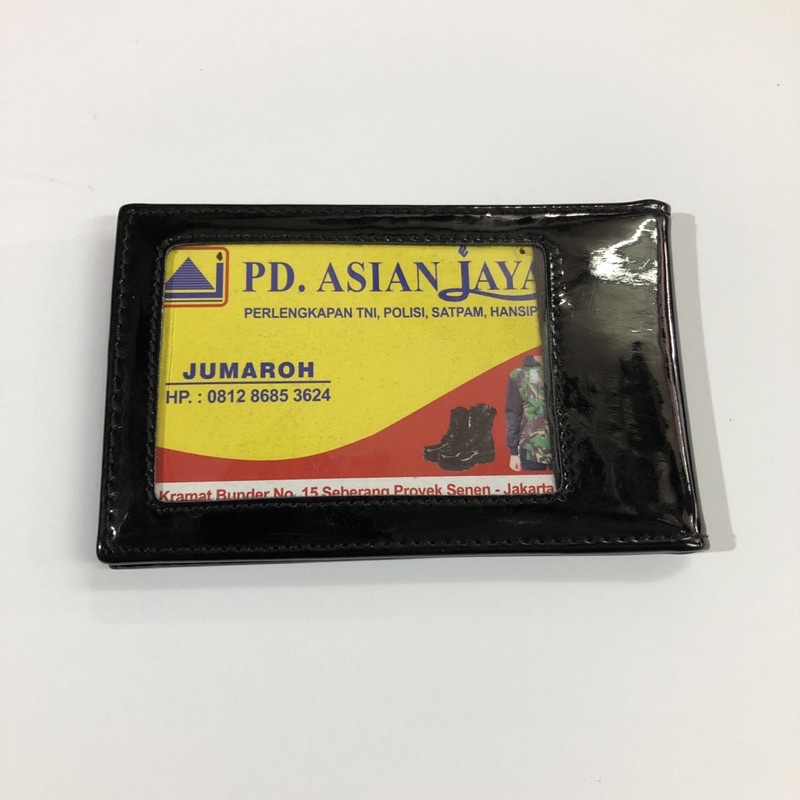 PD. ASIAN JAYA
PERLENGKAPAN TNI, POLISI, SATPAM, HANSIP
JUMAROH
HP. : 0812 8685 3624
Kramat Bunder No. 15 Seberang Proyek Senen - Jakarta